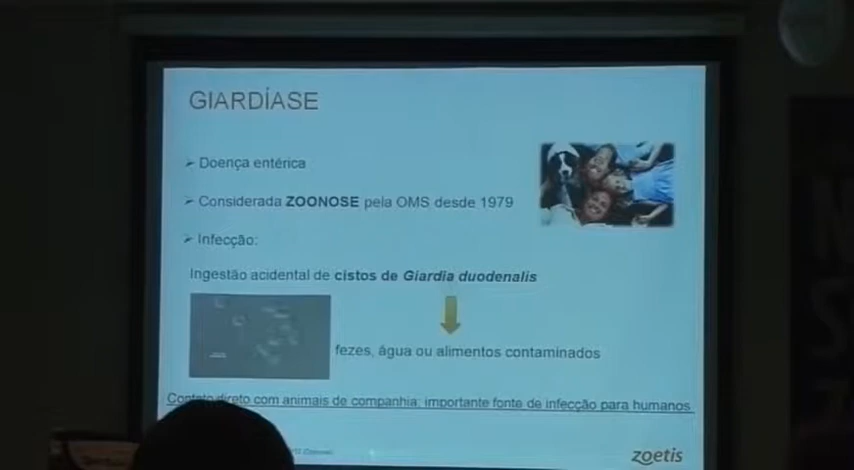 GIARDÍASE
➢ Doença entérica
➢ Considerada ZOONOSE pela OMS desde 1979
➢ Infecção:
Ingestão acidental de cistos de Giardia duodenalis
fezes, água ou alimentos contaminados
Contato direto com animais de companhia: importante fonte de infecção para humanos
zoetis